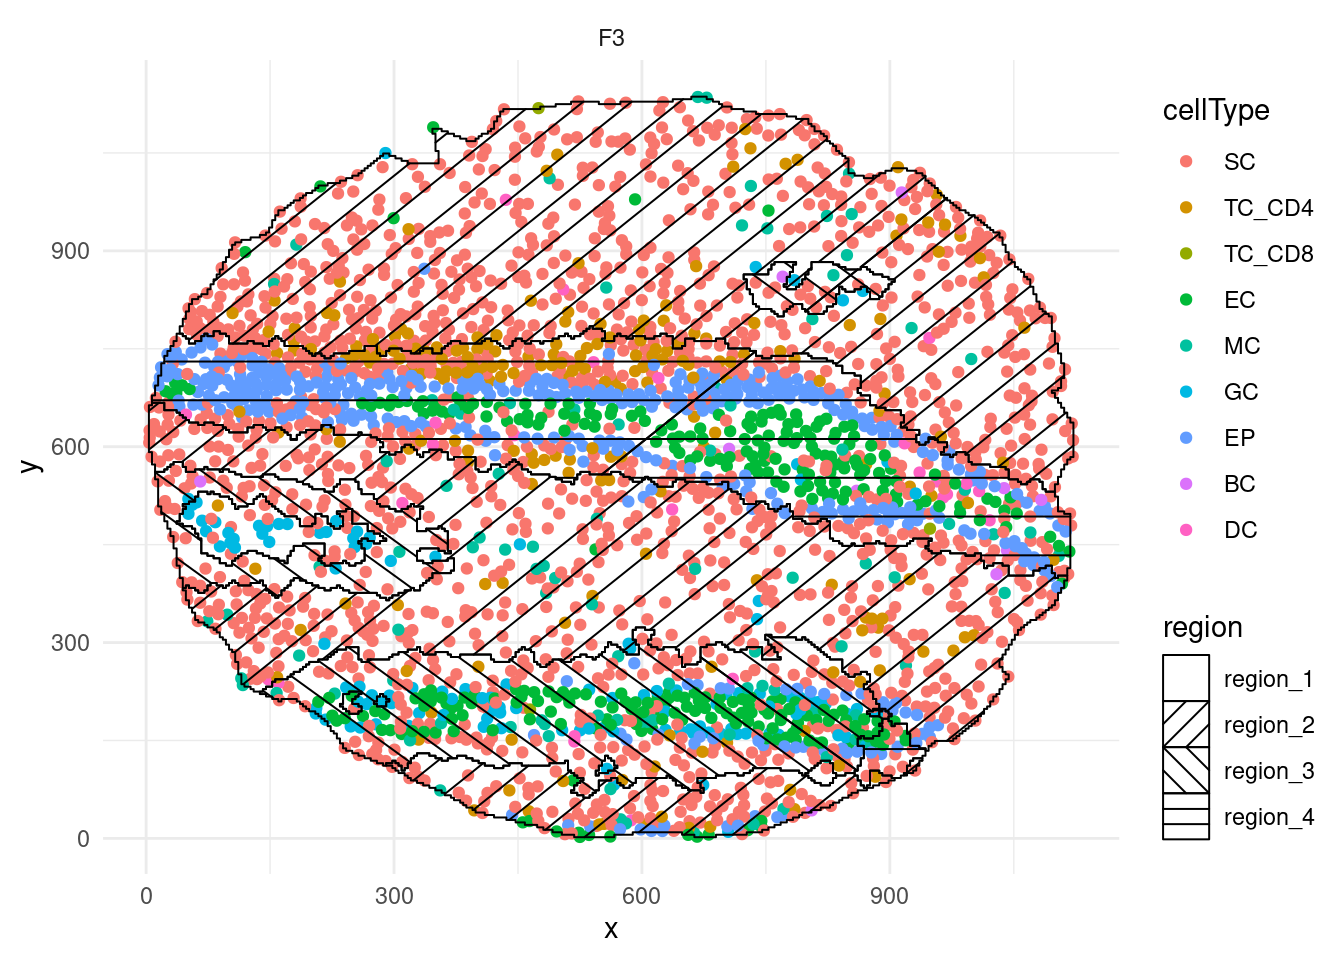 F3
900
600
300
0
y
0 300 600 900
x
cellType
SC
TC_CD4
TC_CD8
EC
MC
GC
EP
BC
DC
region
region_1
region_2
region_3
region_4